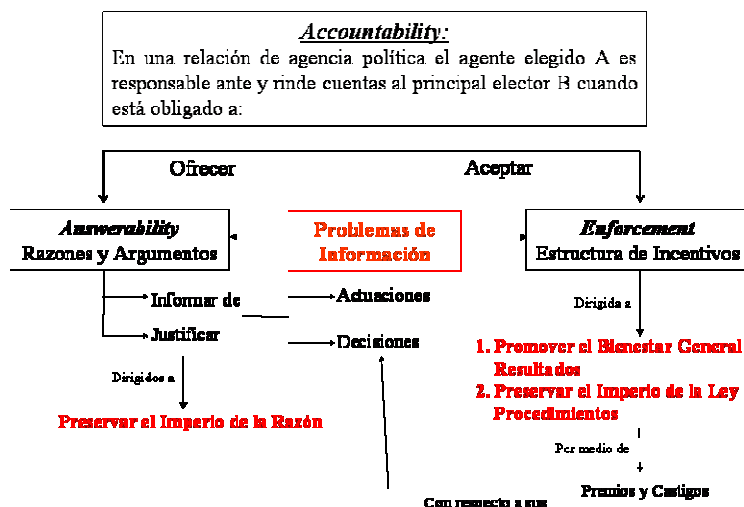 Accountability:
En una relación de agencia política el agente elegido A es
responsable ante y rinde cuentas al principal elector B cuando
está obligado a:
Ofrecer
Aceptar
Answerability
Razones y Argumentos
Problemas de
Información
Enforcement
Estructura de Incentivos
Informar de
Actuaciones
Dirigida a
Justificar
Decisiones
1. Promover el Bienestar General
Resultados
2. Preservar el Imperio de la Ley
Procedimientos
Dirigidos a
Preservar el Imperio de la Razón
Por medio de
Premios y Castigos
Con respecto a sus